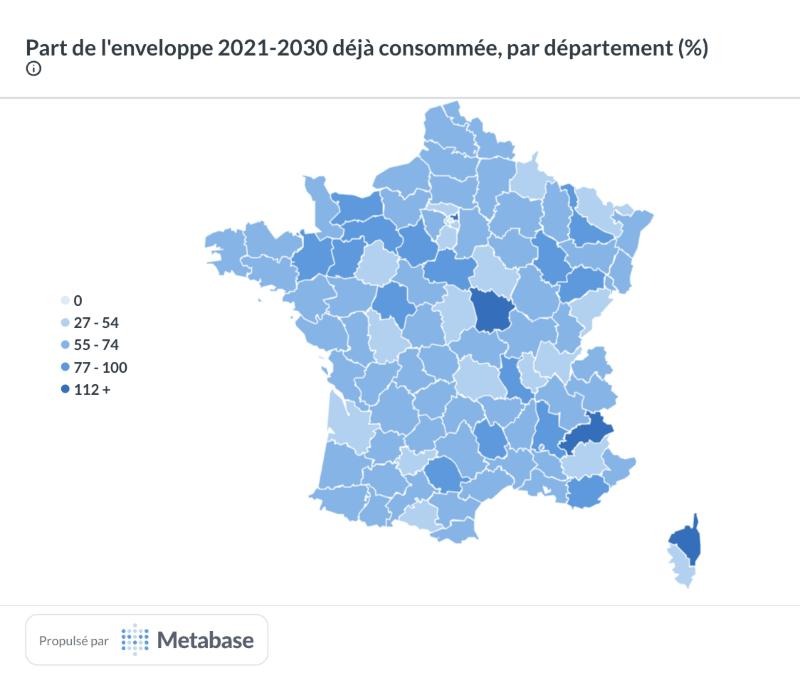 Part de l'enveloppe 2021-2030 déjà consommée, par département (%)
0
27 - 54
55 - 74
77 - 100
112 +
Propulsé par Metabase